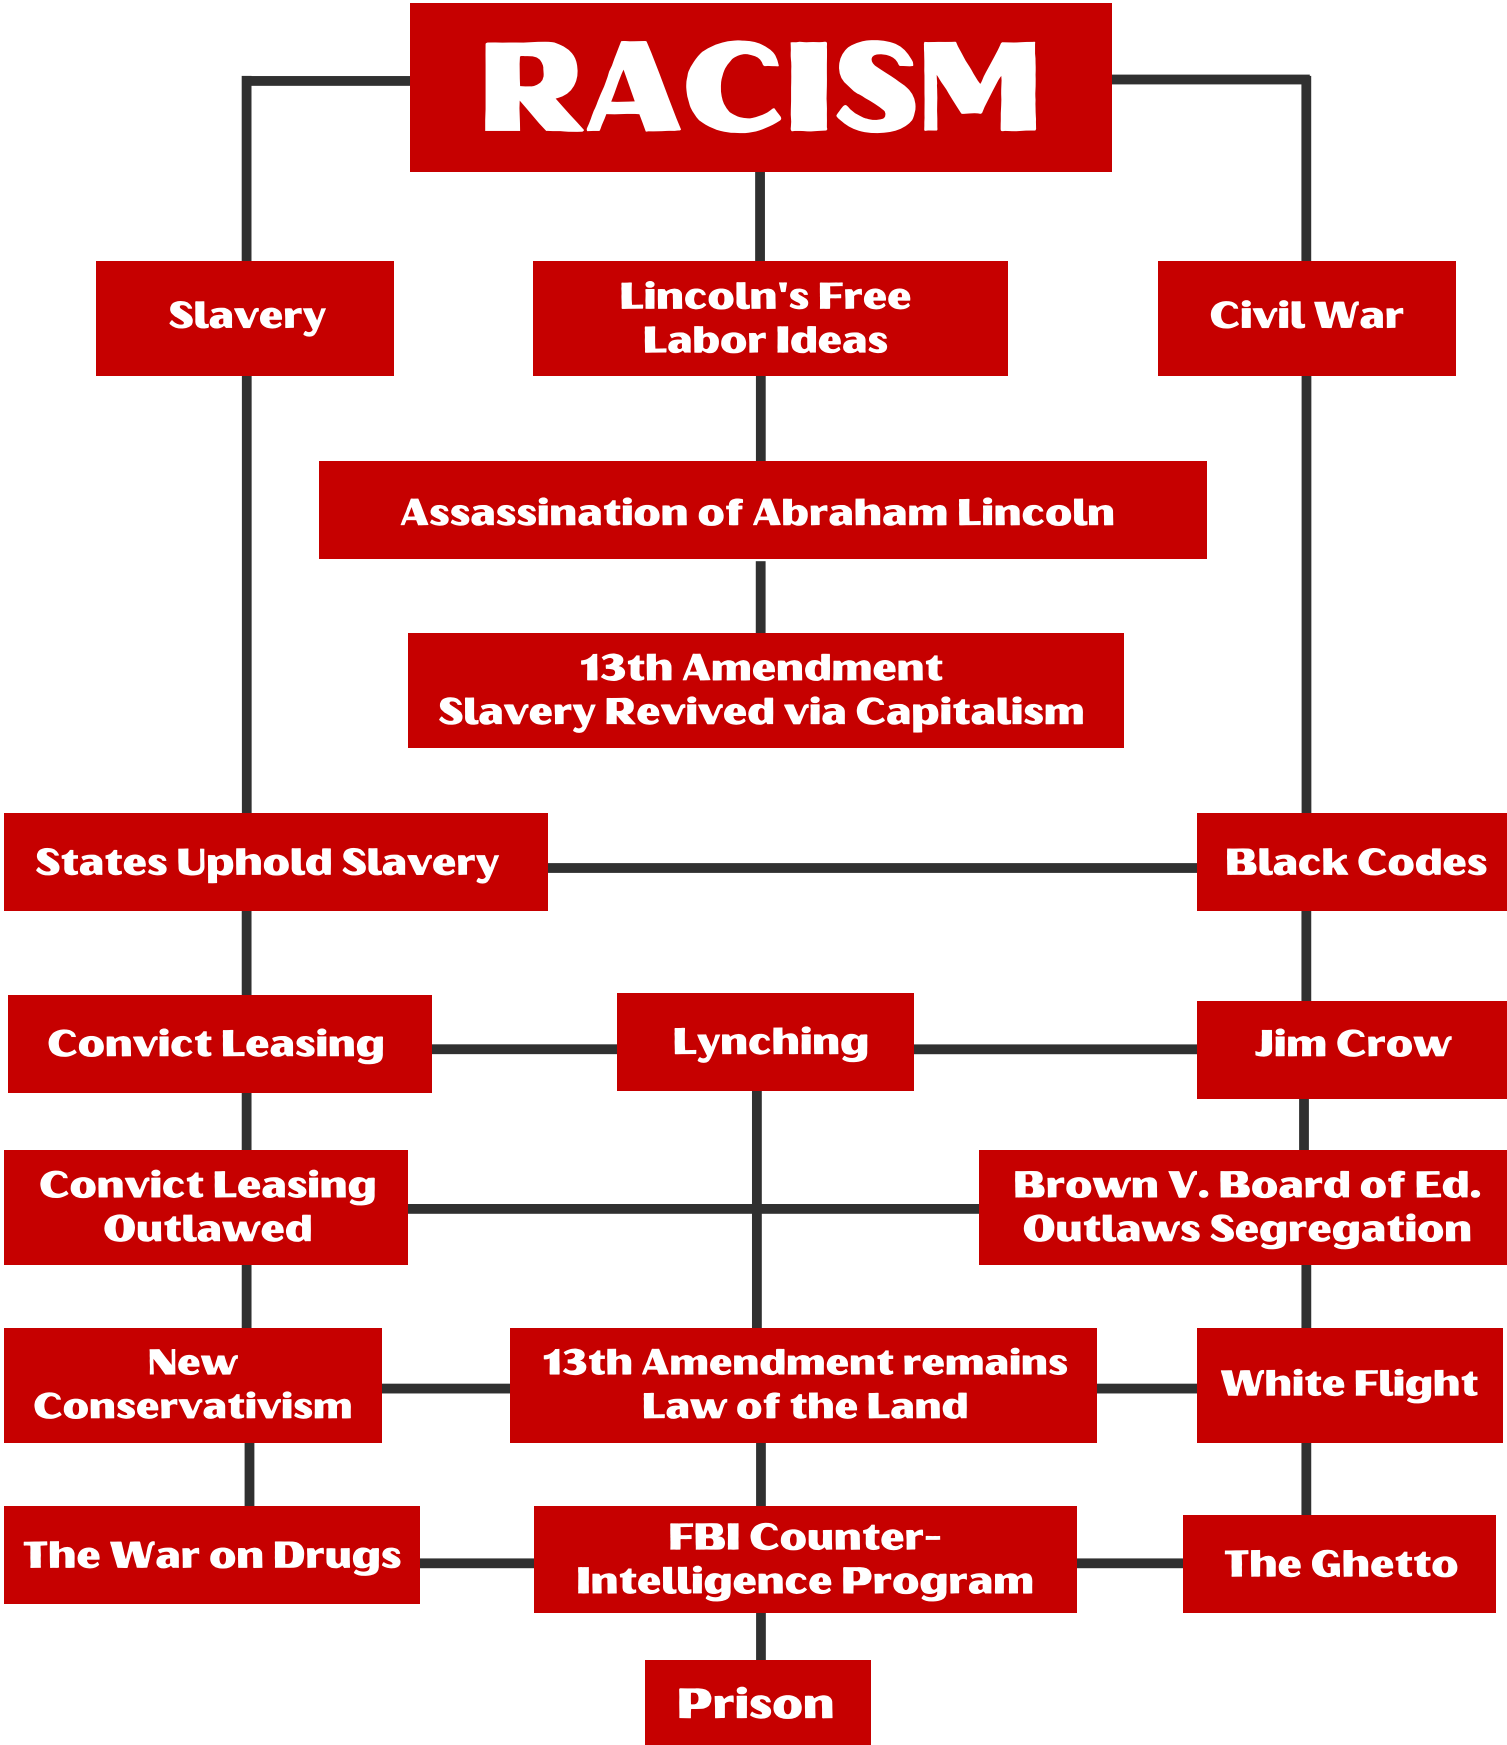 RACISM
Slavery
Lincoln's Free
Labor Ideas
Civil War
Assassination of Abraham Lincoln
13th Amendment
Slavery Revived via Capitalism
States Uphold Slavery
Black Codes
Convict Leasing
Lynching
Jim Crow
Convict Leasing
Outlawed
Brown V. Board of Ed.
Outlaws Segregation
New
Conservativism
13th Amendment remains
Law of the Land
White Flight
The War on Drugs
FBI Counter-
Intelligence Program
The Ghetto
Prison